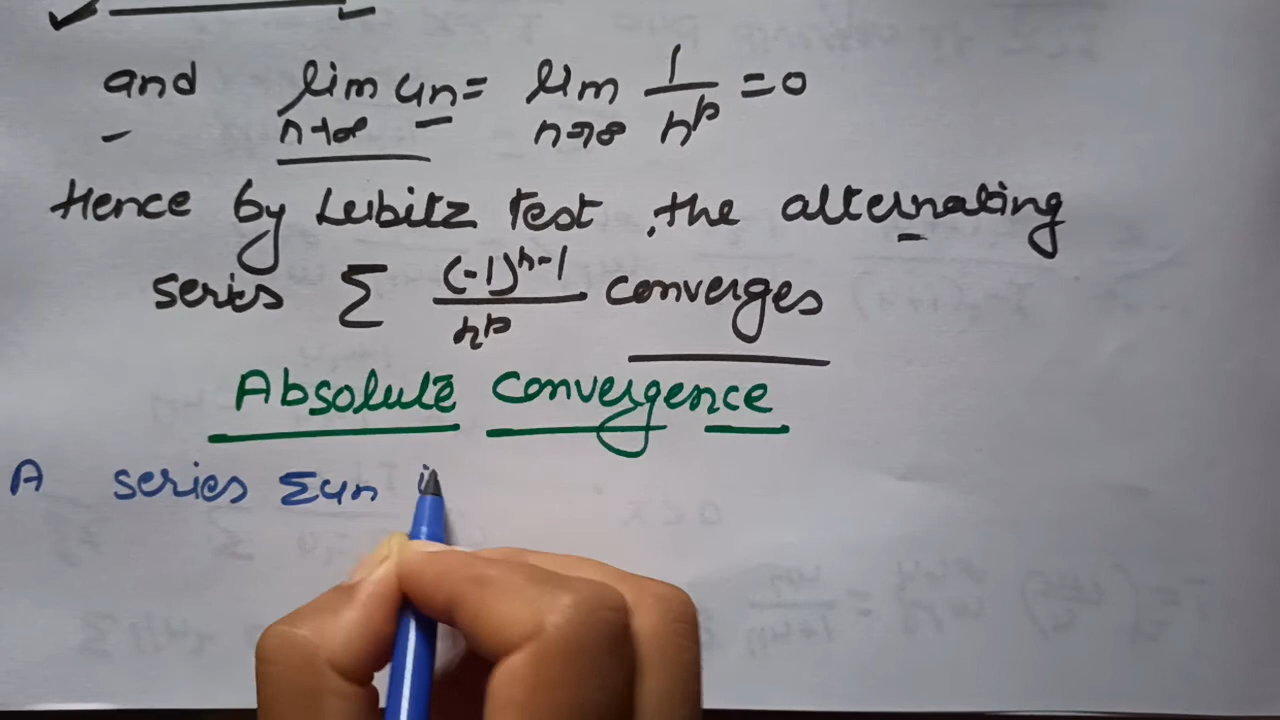 and lim un = lim 1/n^p = 0
n→∞ n→∞
Hence by Leibitz test, the alternating
series Σ (-1)^n-1/n^p converges
Absolute convergence
A series Σun i